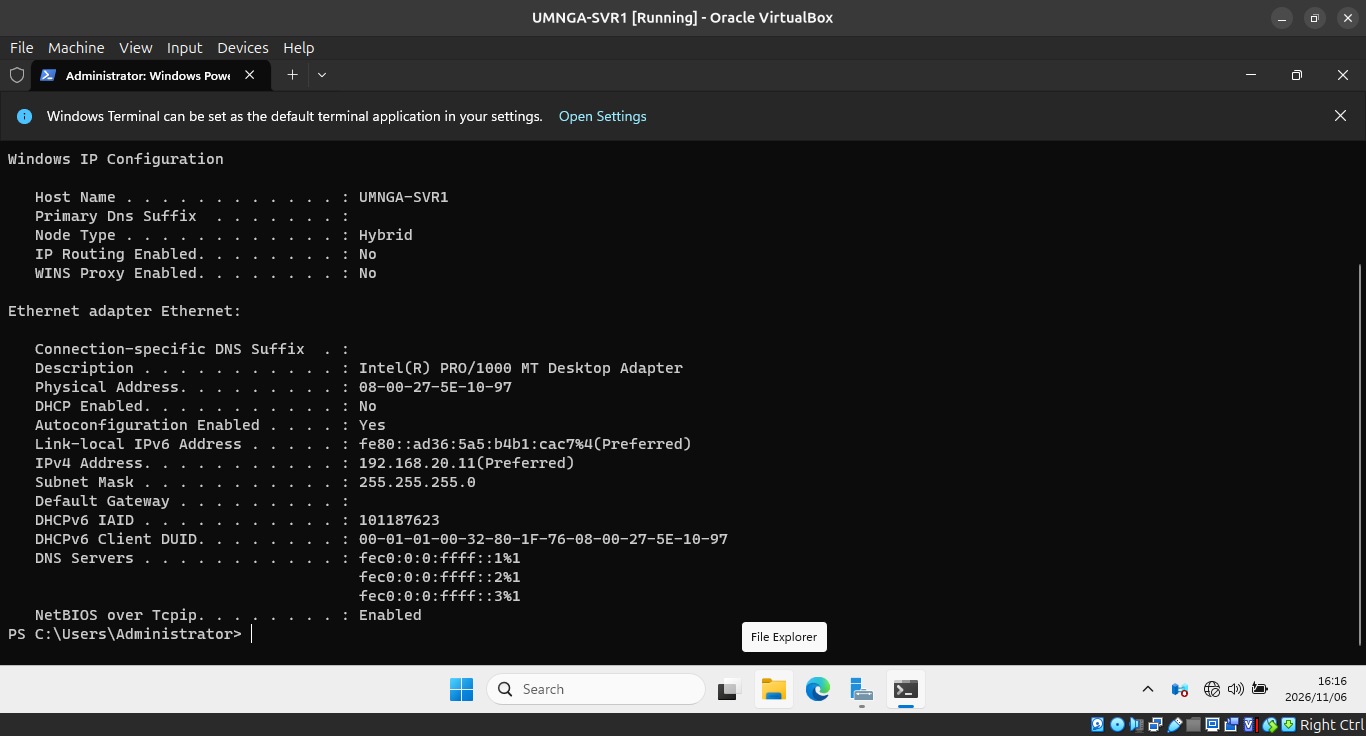 UMNGA-SVR1 [Running] - Oracle VirtualBox
File Machine View Input Devices Help
Administrator: Windows Powe
Windows Terminal can be set as the default terminal application in your settings. Open Settings
Windows IP Configuration
Host Name . . . . . . . . . . . . : UMNGA-SVR1
Primary Dns Suffix  . . . . . . . :
Node Type . . . . . . . . . . . . : Hybrid
IP Routing Enabled. . . . . . . . : No
WINS Proxy Enabled. . . . . . . . : No
Ethernet adapter Ethernet:
Connection-specific DNS Suffix  . :
Description . . . . . . . . . . . : Intel(R) PRO/1000 MT Desktop Adapter
Physical Address. . . . . . . . . : 08-00-27-5E-10-97
DHCP Enabled. . . . . . . . . . . : No
Autoconfiguration Enabled . . . . : Yes
Link-local IPv6 Address . . . . . : fe80::ad36:5a5:b4b1:cac7%4(Preferred)
IPv4 Address. . . . . . . . . . . : 192.168.20.11(Preferred)
Subnet Mask . . . . . . . . . . . : 255.255.255.0
Default Gateway . . . . . . . . . :
DHCPv6 IAID . . . . . . . . . . . : 101187623
DHCPv6 Client DUID. . . . . . . . : 00-01-01-00-32-80-1F-76-08-00-27-5E-10-97
DNS Servers . . . . . . . . . . . : fec0:0:0:ffff::1%1
fec0:0:0:ffff::2%1
fec0:0:0:ffff::3%1
NetBIOS over Tcpip. . . . . . . . : Enabled
PS C:\Users\Administrator>
File Explorer
Search
16:16
2026/11/06
Right Ctrl